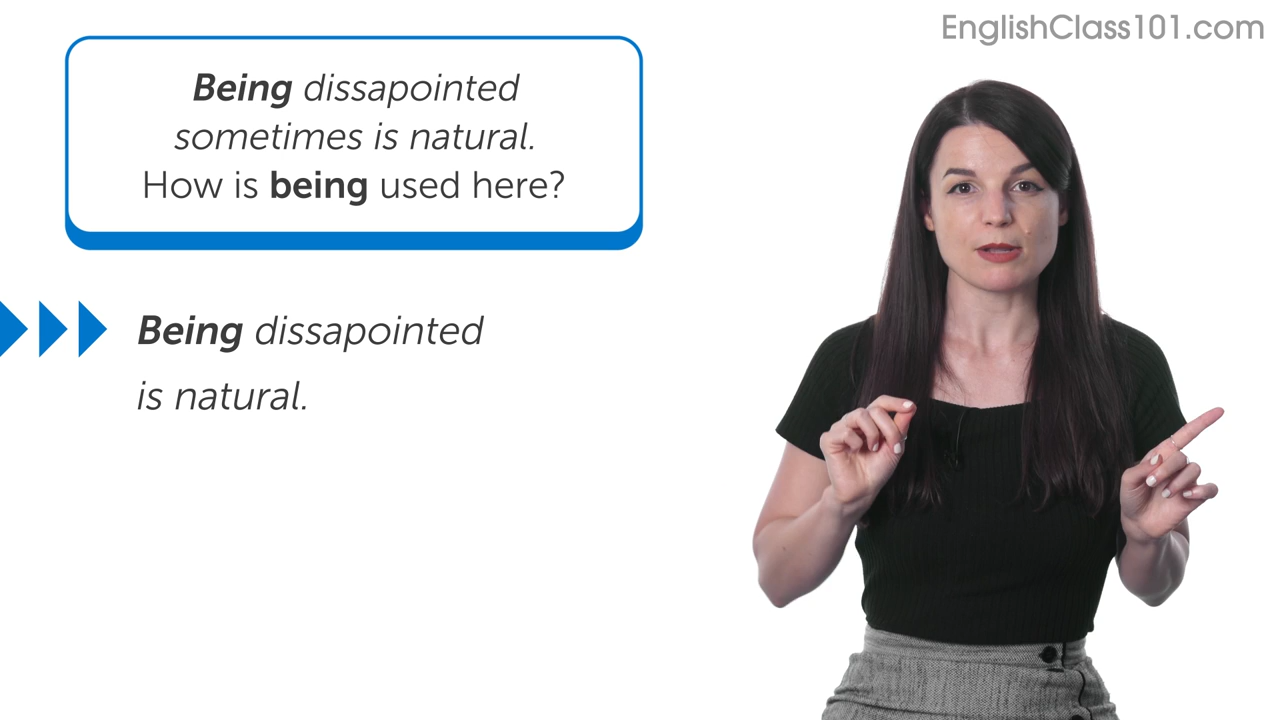 EnglishClass101.com
Being dissapointed
sometimes is natural.
How is being used here?
Being dissapointed
is natural.